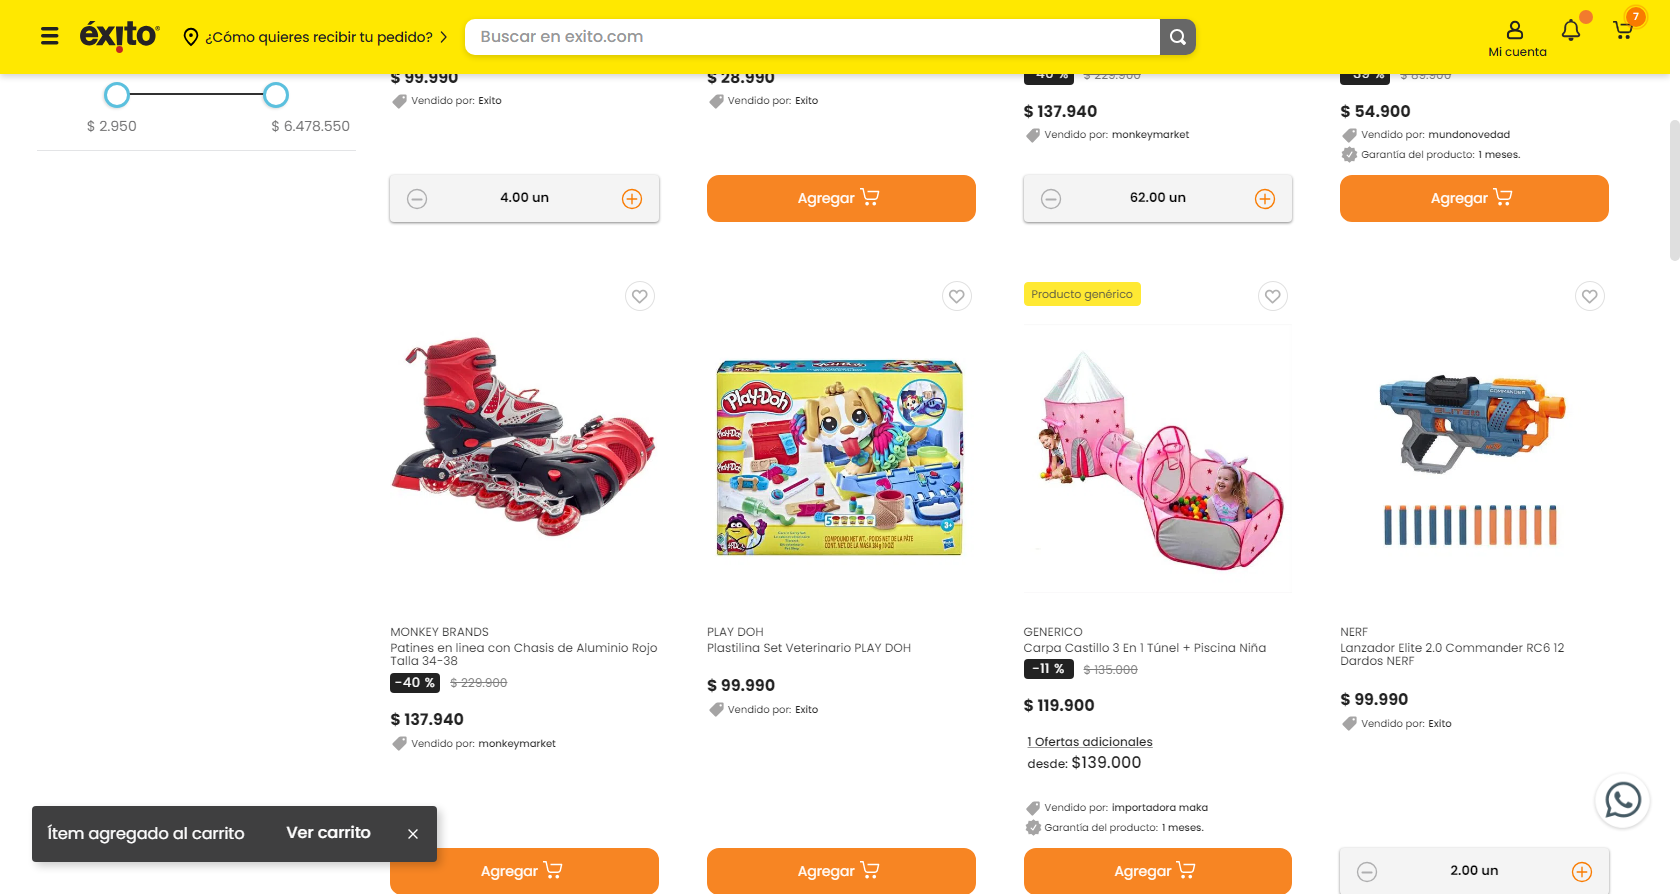 éxito
¿Cómo quieres recibir tu pedido?
Buscar en exito.com
Mi cuenta
7
$ 2.950
$ 6.478.550
$ 99.990
Vendido por: Exito
4.00 un
$ 28.990
Vendido por: Exito
Agregar
-40 %
$ 229.900
$ 137.940
Vendido por: monkeymarket
62.00 un
-39 %
$ 89.900
$ 54.900
Vendido por: mundonovedad
Garantía del producto: 1 meses.
Agregar
MONKEY BRANDS
Patines en linea con Chasis de Aluminio Rojo
Talla 34-38
-40 %
$ 229.900
$ 137.940
Vendido por: monkeymarket
Agregar
Play-Doh
PLAY DOH
Plastilina Set Veterinario PLAY DOH
$ 99.990
Vendido por: Exito
Agregar
Producto genérico
GENERICO
Carpa Castillo 3 En 1 Túnel + Piscina Niña
-11 %
$ 135.000
$ 119.900
1 Ofertas adicionales
desde: $139.000
Vendido por: importadora maka
Garantía del producto: 1 meses.
Agregar
NERF
Lanzador Elite 2.0 Commander RC6 12
Dardos NERF
$ 99.990
Vendido por: Exito
2.00 un
Ítem agregado al carrito
Ver carrito